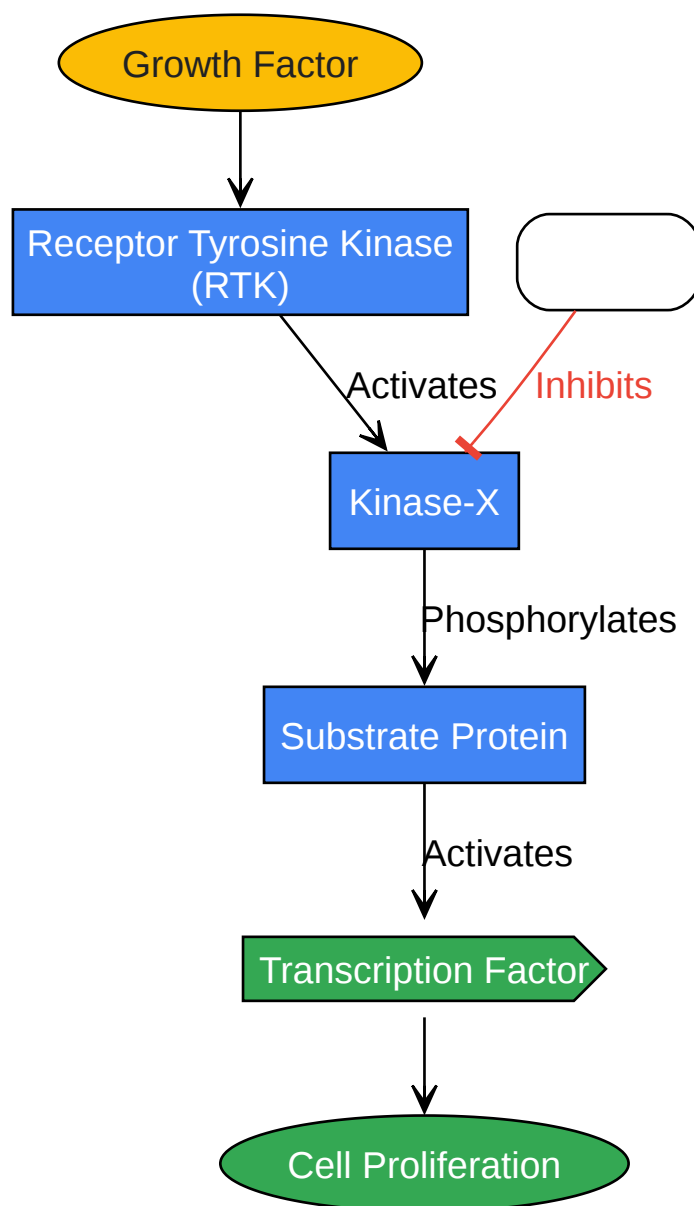 Growth Factor
Receptor Tyrosine Kinase
(RTK)
Activates
Inhibits
Kinase-X
Phosphorylates
Substrate Protein
Activates
Transcription Factor
Cell Proliferation